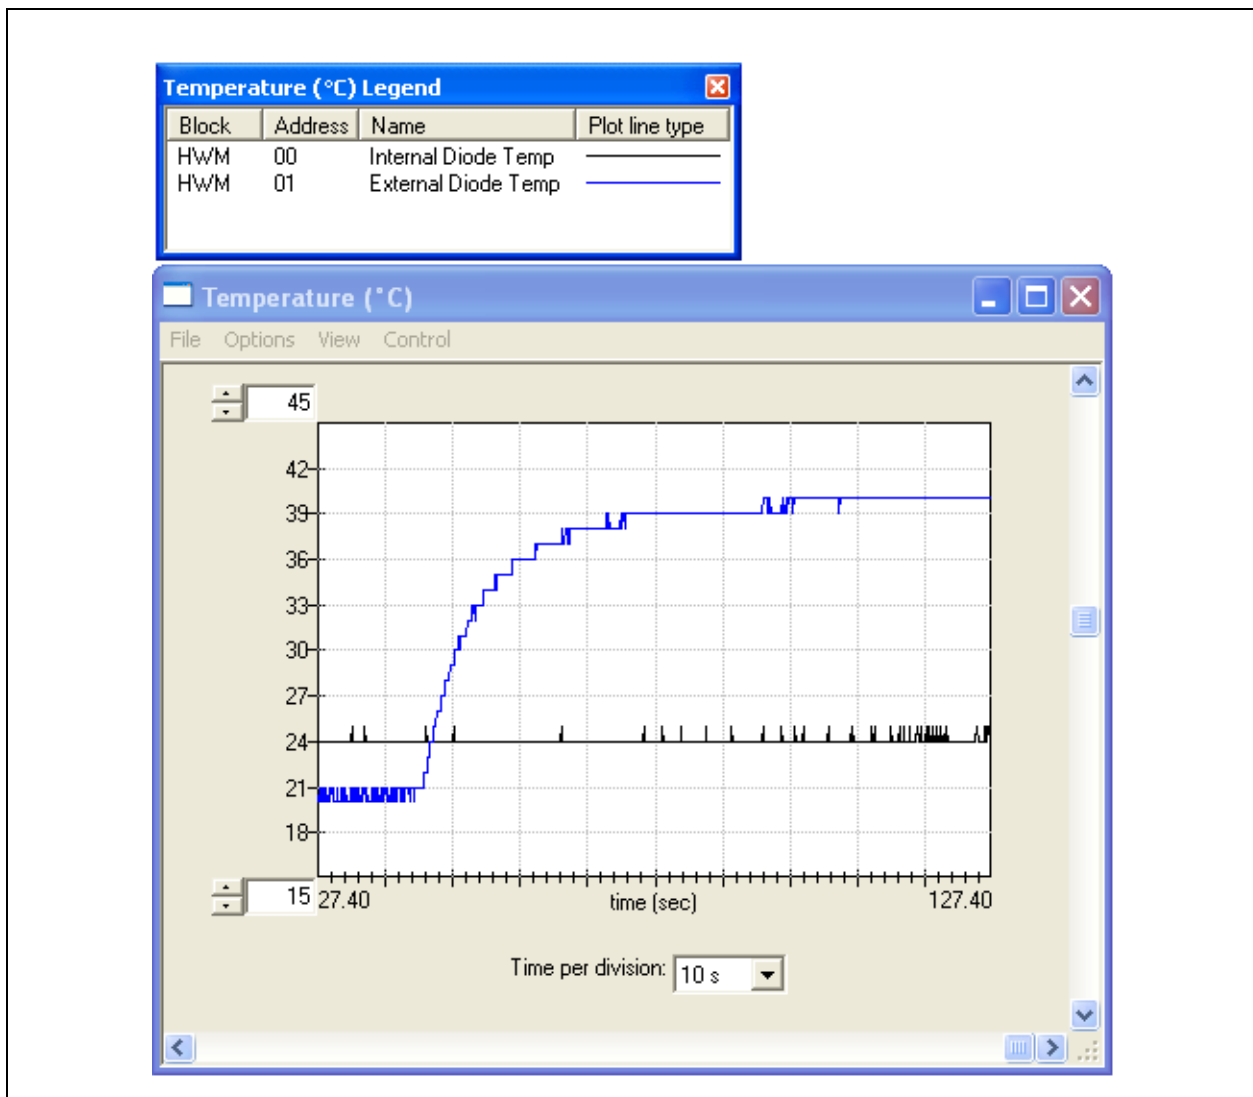 Temperature (°C) Legend
Block Address Name Plot line type
HWM 00 Internal Diode Temp
HWM 01 External Diode Temp
Temperature (°C)
File Options View Control
45
42
39
36
33
30
27
24
21
18
15 27.40 time (sec) 127.40
Time per division: 10 s